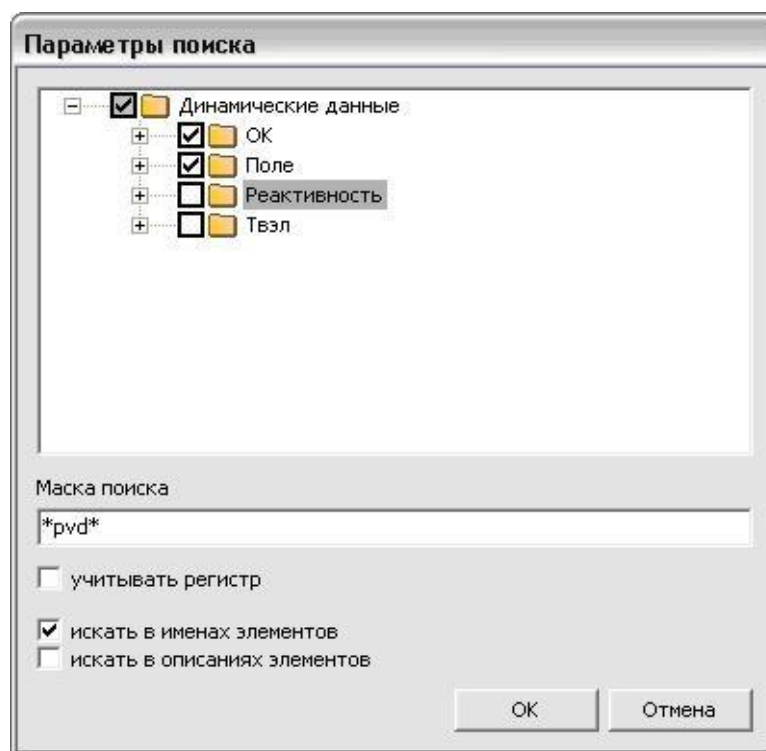 Параметры поиска
Динамические данные
ОК
Поле
Реактивность
Твэл
Маска поиска
*pvd*
учитывать регистр
искать в именах элементов
искать в описаниях элементов
ОК
Отмена